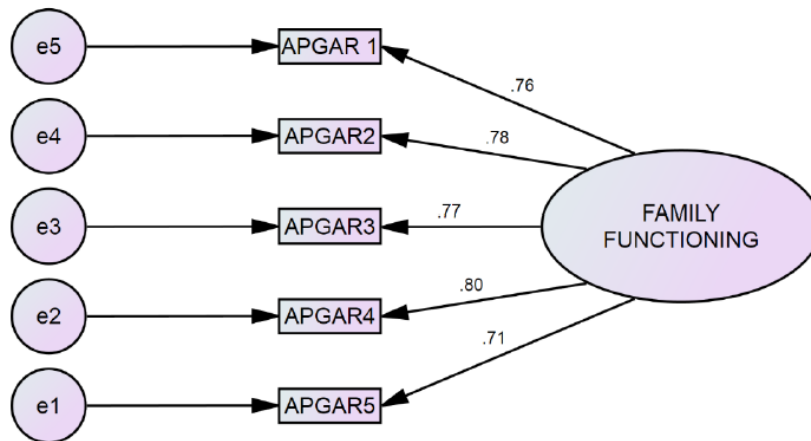 e5
APGAR 1
.76
e4
APGAR2
.78
e3
APGAR3
.77
FAMILY
FUNCTIONING
e2
APGAR4
.80
e1
APGAR5
.71